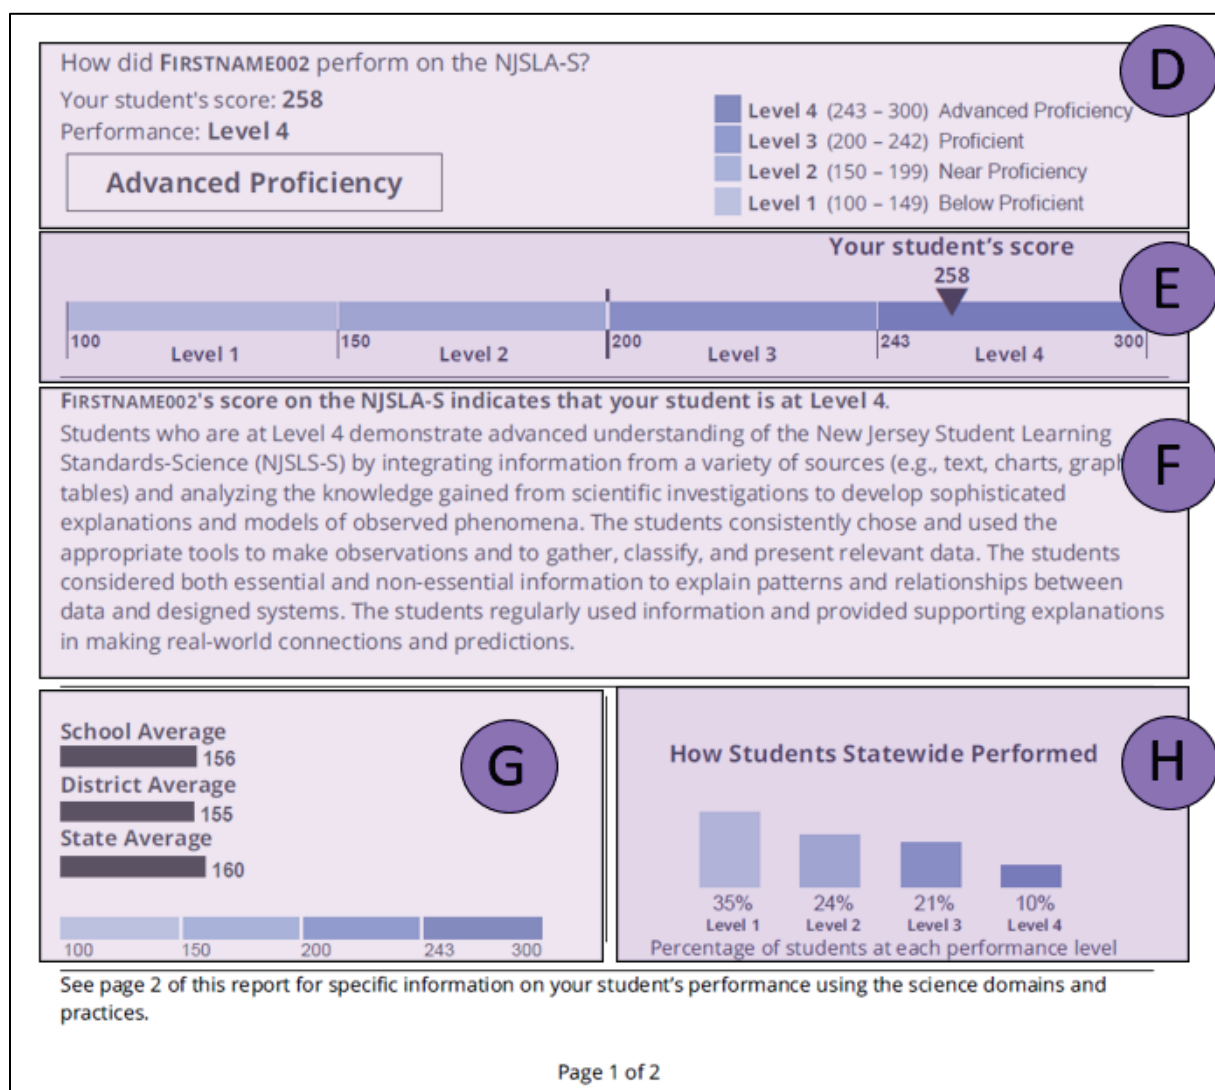 D
How did FIRSTNAME002 perform on the NJSLA-S?
Your student's score: 258
Performance: Level 4
Advanced Proficiency
Level 4 (243 – 300) Advanced Proficiency
Level 3 (200 – 242) Proficient
Level 2 (150 – 199) Near Proficiency
Level 1 (100 – 149) Below Proficient
E
Your student's score
258
100 150 200 243 300
Level 1 Level 2 Level 3 Level 4
F
FIRSTNAME002's score on the NJSLA-S indicates that your student is at Level 4.
Students who are at Level 4 demonstrate advanced understanding of the New Jersey Student Learning
Standards-Science (NJSLS-S) by integrating information from a variety of sources (e.g., text, charts,
tables) and analyzing the knowledge gained from scientific investigations to develop sophisticated
explanations and models of observed phenomena. The students consistently chose and used the
appropriate tools to make observations and to gather, classify, and present relevant data. The students
considered both essential and non-essential information to explain patterns and relationships between
data and designed systems. The students regularly used information and provided supporting explanations
in making real-world connections and predictions.
G
School Average
156
District Average
155
State Average
160
100 150 200 243 300
H
How Students Statewide Performed
35% 24% 21% 10%
Level 1 Level 2 Level 3 Level 4
Percentage of students at each performance level
See page 2 of this report for specific information on your student's performance using the science domains and
practices.
Page 1 of 2